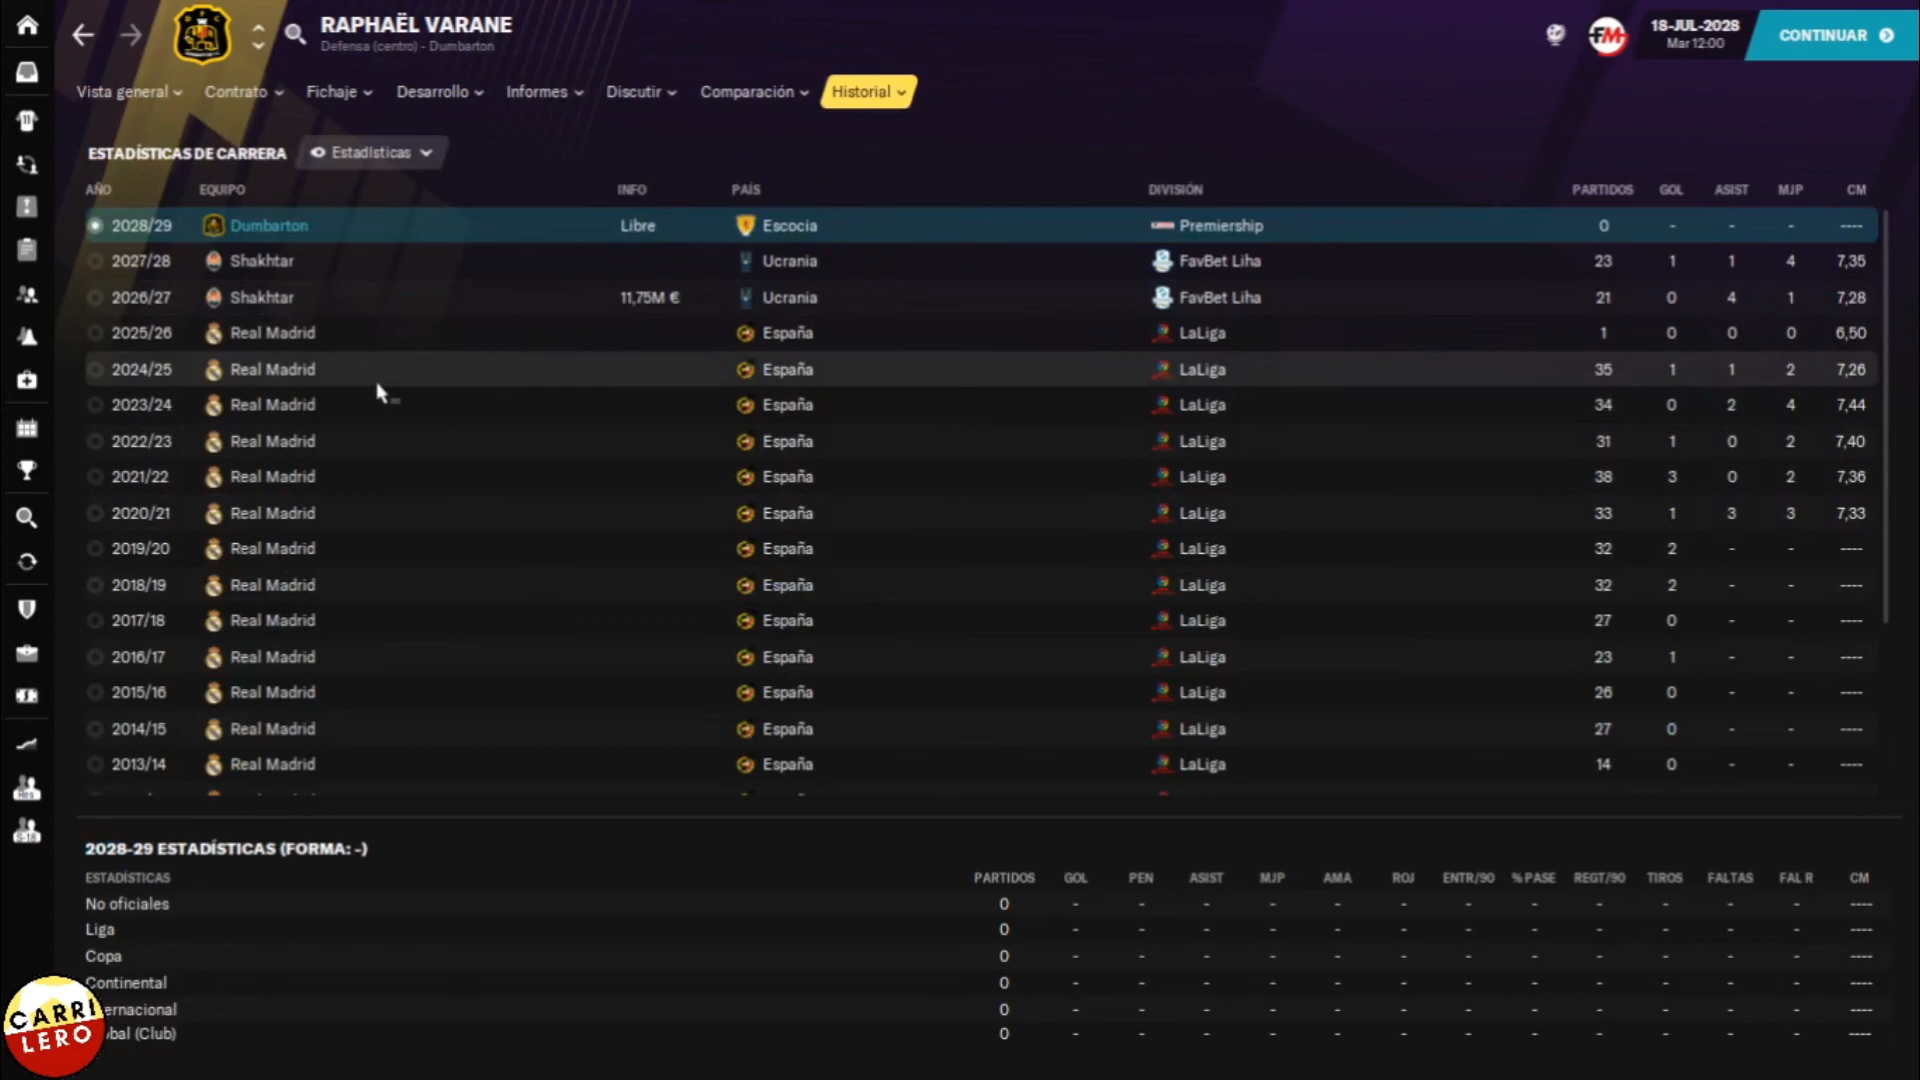 RAPHAËL VARANE
Defensa (centro) - Dumbarton
18-JUL-2028
Mar 12:00
CONTINUAR
Vista general Contrato Fichaje Desarrollo Informes Discutir Comparación Historial
ESTADÍSTICAS DE CARRERA Estadísticas
AÑO EQUIPO INFO PAÍS DIVISIÓN PARTIDOS GOL ASIST MJP CM
2028/29 Dumbarton Libre Escocia Premiership 0 - - - ----
2027/28 Shakhtar Ucrania FavBet Liha 23 1 1 4 7,35
2026/27 Shakhtar 11,75M € Ucrania FavBet Liha 21 0 4 1 7,28
2025/26 Real Madrid España LaLiga 1 0 0 0 6,50
2024/25 Real Madrid España LaLiga 35 1 1 2 7,26
2023/24 Real Madrid España LaLiga 34 0 2 4 7,44
2022/23 Real Madrid España LaLiga 31 1 0 2 7,40
2021/22 Real Madrid España LaLiga 38 3 0 2 7,36
2020/21 Real Madrid España LaLiga 33 1 3 3 7,33
2019/20 Real Madrid España LaLiga 32 2 - - ----
2018/19 Real Madrid España LaLiga 32 2 - - ----
2017/18 Real Madrid España LaLiga 27 0 - - ----
2016/17 Real Madrid España LaLiga 23 1 - - ----
2015/16 Real Madrid España LaLiga 26 0 - - ----
2014/15 Real Madrid España LaLiga 27 0 - - ----
2013/14 Real Madrid España LaLiga 14 0 - - ----
2028-29 ESTADÍSTICAS (FORMA: -)
ESTADÍSTICAS PARTIDOS GOL PEN ASIST MJP AMA ROJ ENTR/90 % PASE REGT/90 TIROS FALTAS FAL R CM
No oficiales 0 - - - - - - - - - - - - ----
Liga 0 - - - - - - - - - - - - ----
Copa 0 - - - - - - - - - - - - ----
Continental 0 - - - - - - - - - - - - ----
ernacional 0 - - - - - - - - - - - - ----
bal (Club) 0 - - - - - - - - - - - - ----
CARRI
LERO